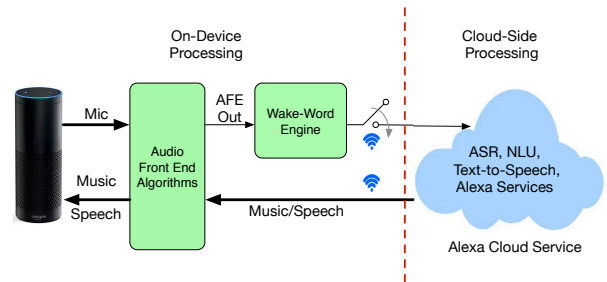 On-Device
Processing
Cloud-Side
Processing
Mic
AFE
Out
Wake-Word
Engine
Audio
Front End
Algorithms
ASR, NLU,
Text-to-Speech,
Alexa Services
Music
Speech
Music/Speech
Alexa Cloud Service
amazon